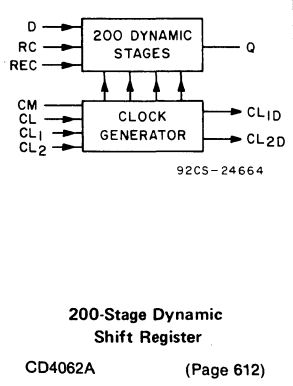 D
RC
REC
200 DYNAMIC
STAGES
Q
CM
CL
CL1
CL2
CLOCK
GENERATOR
CL1D
CL2D
92CS-24664
200-Stage Dynamic
Shift Register
CD4062A (Page 612)